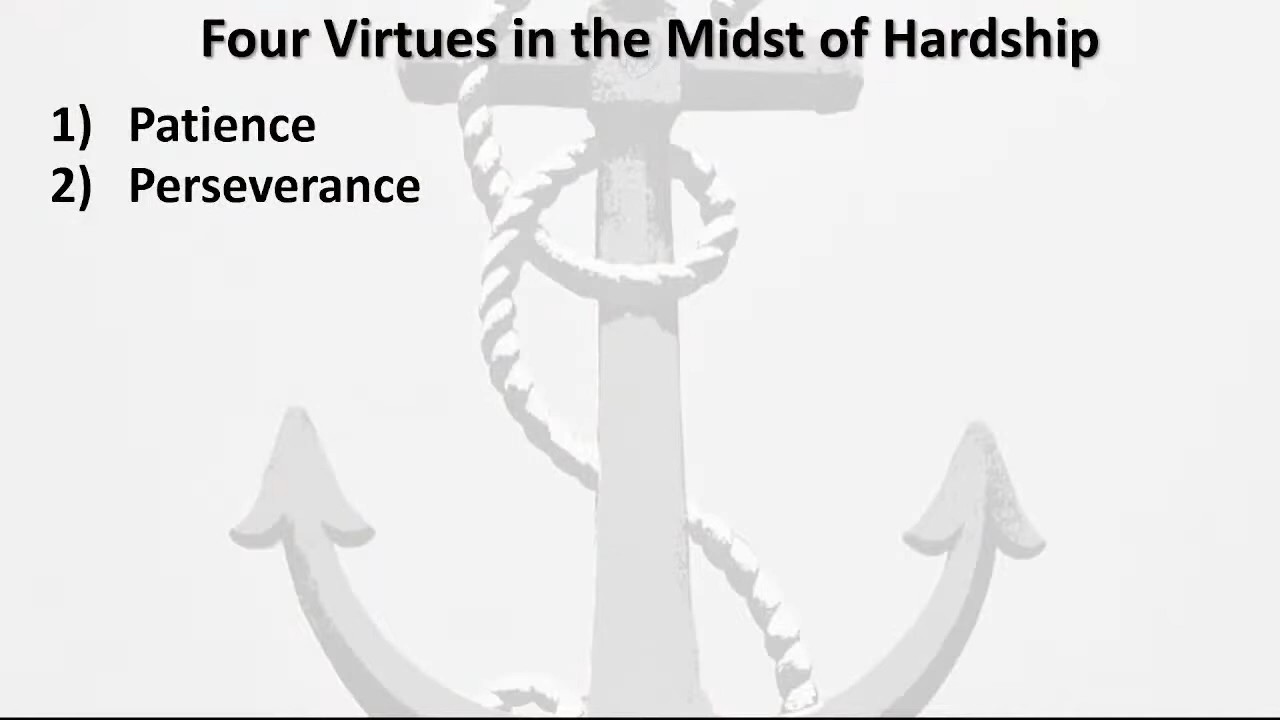 Four Virtues in the Midst of Hardship
1) Patience
2) Perseverance